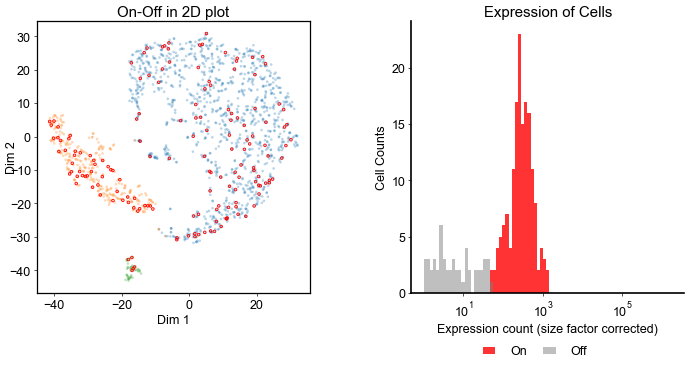 On-Off in 2D plot
30
20
10
0
−10
−20
−30
−40
Dim 2
−40
−20
0
20
Dim 1
Expression of Cells
20
15
10
5
0
Cell Counts
10^1
10^3
10^5
Expression count (size factor corrected)
On
Off